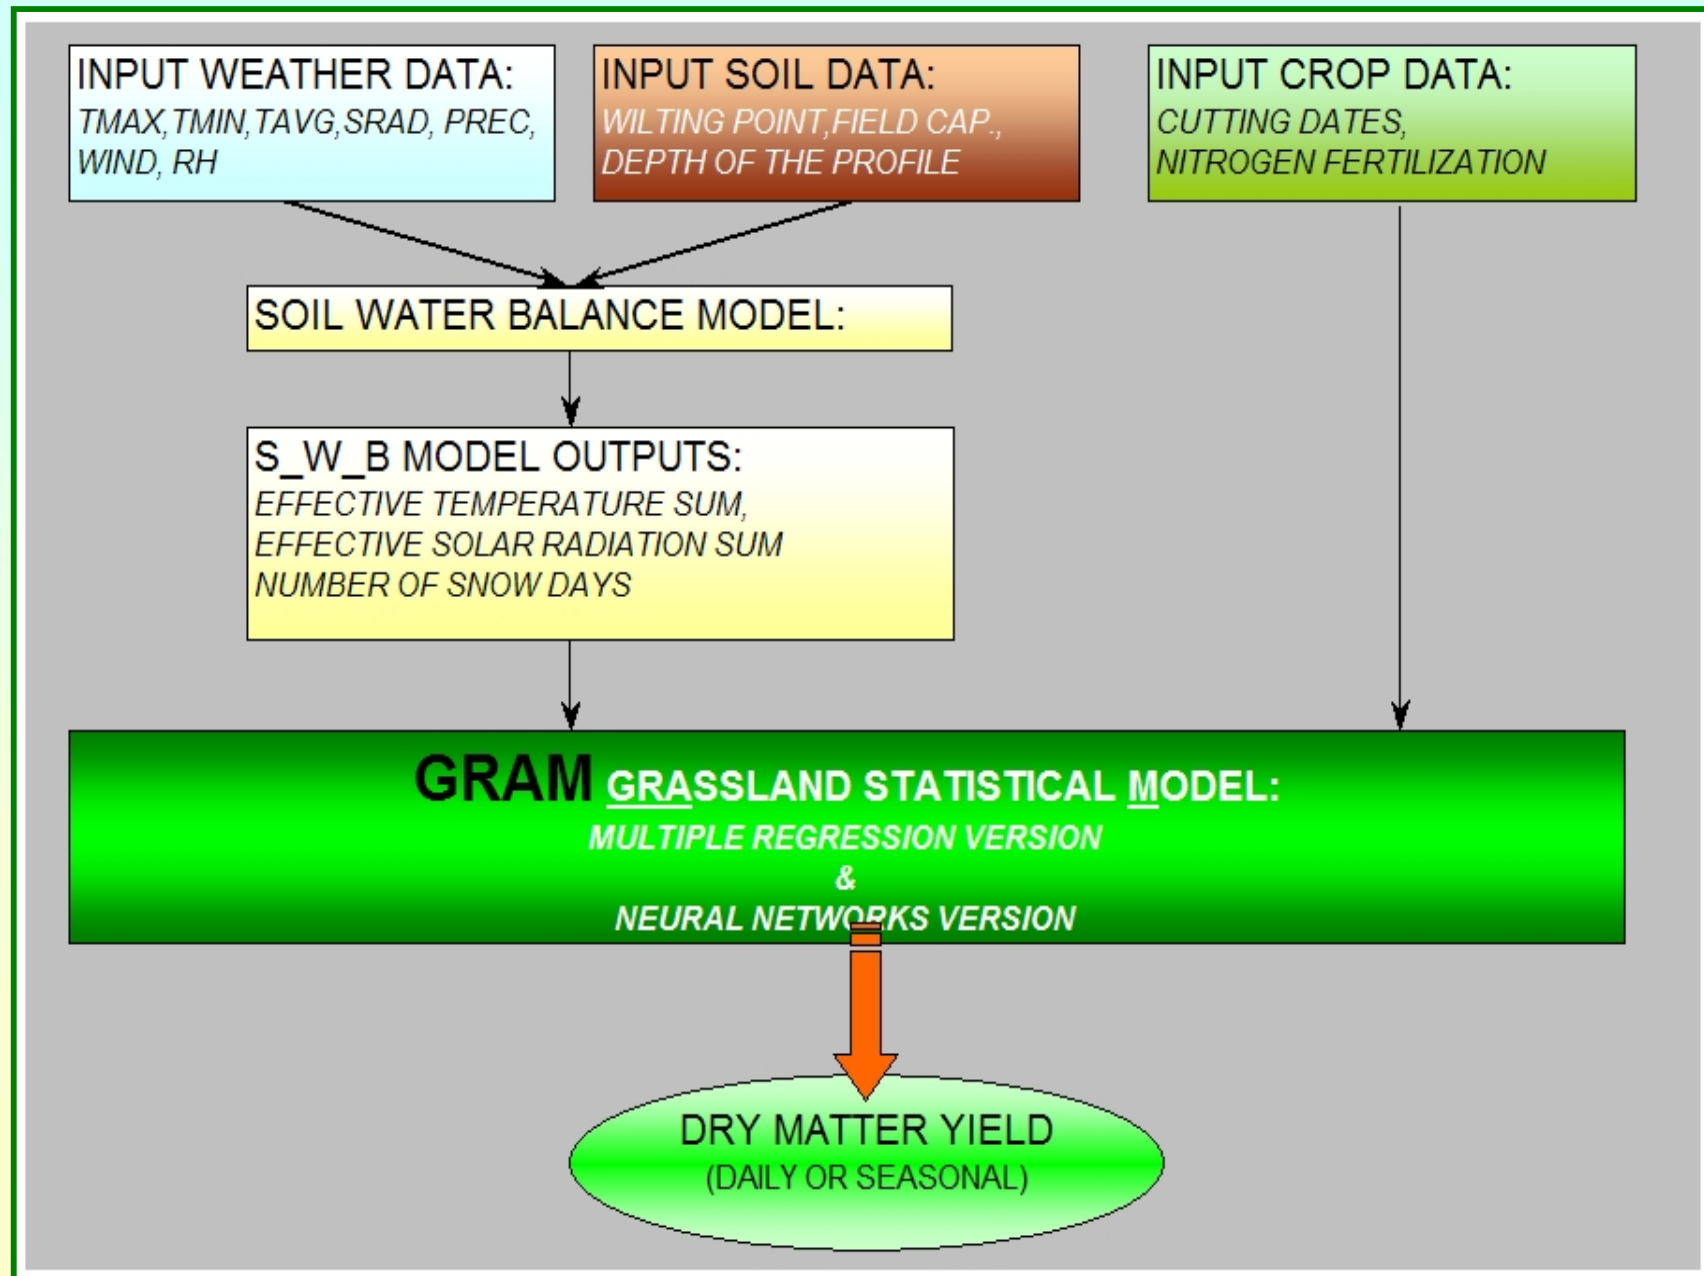 INPUT WEATHER DATA:
TMAX,TMIN,TAVG,SRAD, PREC,
WIND, RH
INPUT SOIL DATA:
WILTING POINT,FIELD CAP.,
DEPTH OF THE PROFILE
INPUT CROP DATA:
CUTTING DATES,
NITROGEN FERTILIZATION
SOIL WATER BALANCE MODEL:
S_W_B MODEL OUTPUTS:
EFFECTIVE TEMPERATURE SUM,
EFFECTIVE SOLAR RADIATION SUM
NUMBER OF SNOW DAYS
GRAM GRASSLAND STATISTICAL MODEL:
MULTIPLE REGRESSION VERSION
&
NEURAL NETWORKS VERSION
DRY MATTER YIELD
(DAILY OR SEASONAL)